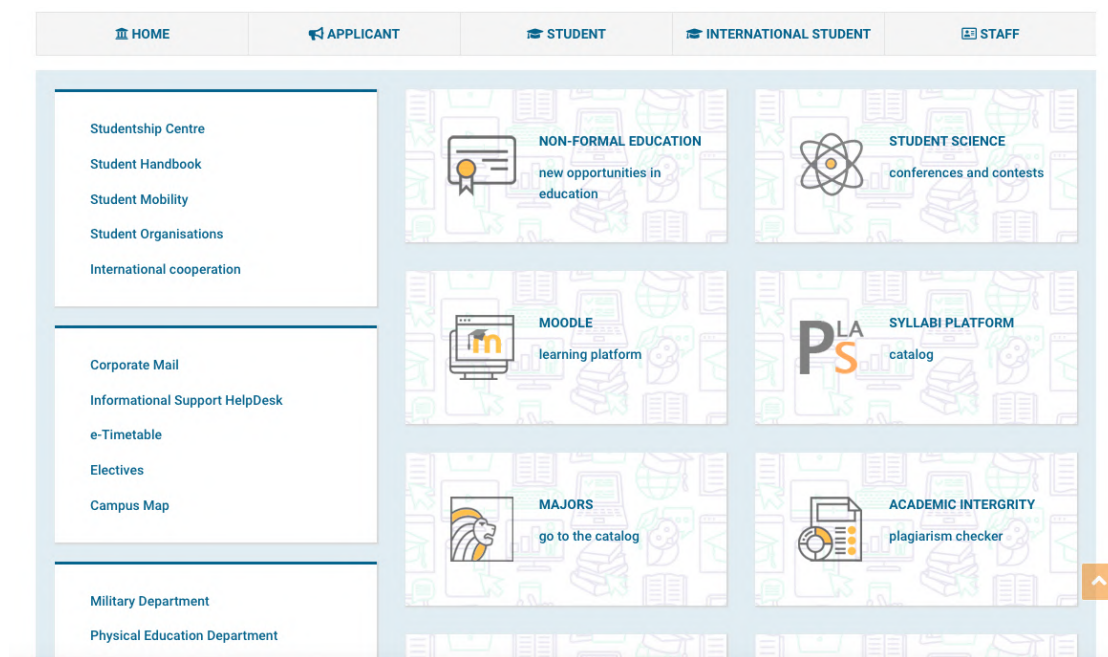 HOME
APPLICANT
STUDENT
INTERNATIONAL STUDENT
STAFF
Studentship Centre
Student Handbook
Student Mobility
Student Organisations
International cooperation
Corporate Mail
Informational Support HelpDesk
e-Timetable
Electives
Campus Map
Military Department
Physical Education Department
NON-FORMAL EDUCATION
new opportunities in
education
STUDENT SCIENCE
conferences and contests
m
MOODLE
learning platform
PLAS
SYLLABI PLATFORM
catalog
MAJORS
go to the catalog
ACADEMIC INTERGRITY
plagiarism checker